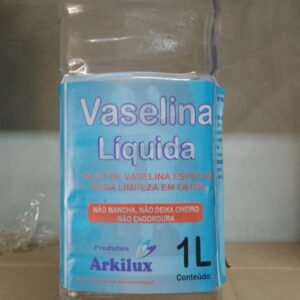 Vaselina
Líquida
ÓLEO DE VASELINA ESPECIAL
PARA LIMPEZA EM GERAL
NÃO MANCHA, NÃO DEIXA CHEIRO
NÃO ENGORDURA
Produtos
Arkilux
1L
Conteúdo